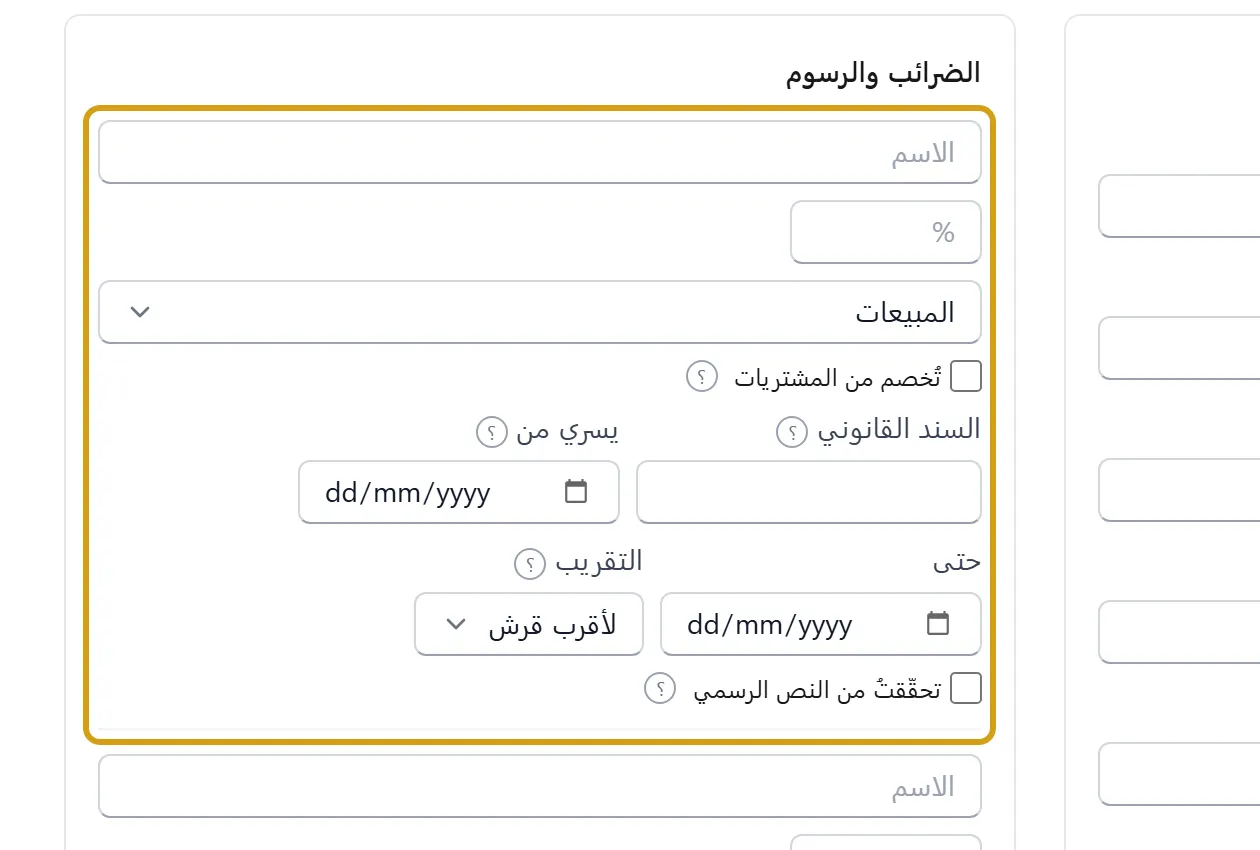 الضرائب والرسوم
الاسم
%
المبيعات
تُخصم من المشتريات ؟
السند القانوني ؟ يسري من ؟
dd/mm/yyyy
حتى التقريب ؟
dd/mm/yyyy لأقرب قرش
تحقّقتُ من النص الرسمي ؟
الاسم